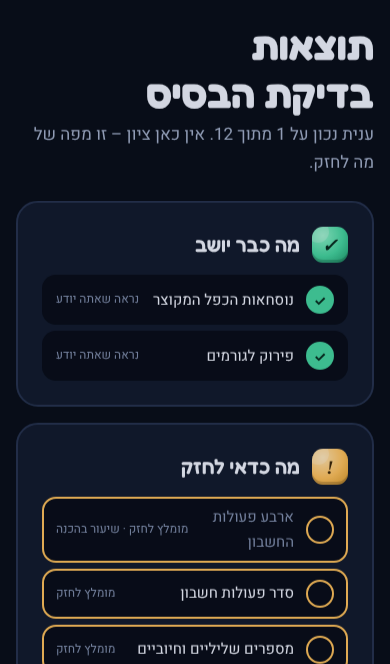 תוצאות
בדיקת הבסיס
ענית נכון על 1 מתוך 12. אין כאן ציון – זו מפה של
מה לחזק.
מה כבר יושב
נוסחאות הכפל המקוצר נראה שאתה יודע
פירוק לגורמים נראה שאתה יודע
מה כדאי לחזק
ארבע פעולות
החשבון
מומלץ לחזק · שיעור בהכנה
סדר פעולות חשבון מומלץ לחזק
מספרים שליליים וחיוביים מומלץ לחזק